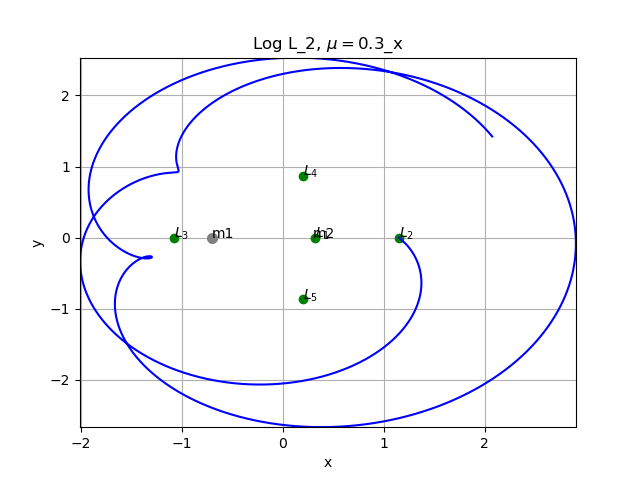 Log L_2, μ = 0.3_x
y
2
1
0
−1
−2
L₄
L₃
m1
L₂
L₅
−2 −1 0 1 2
x